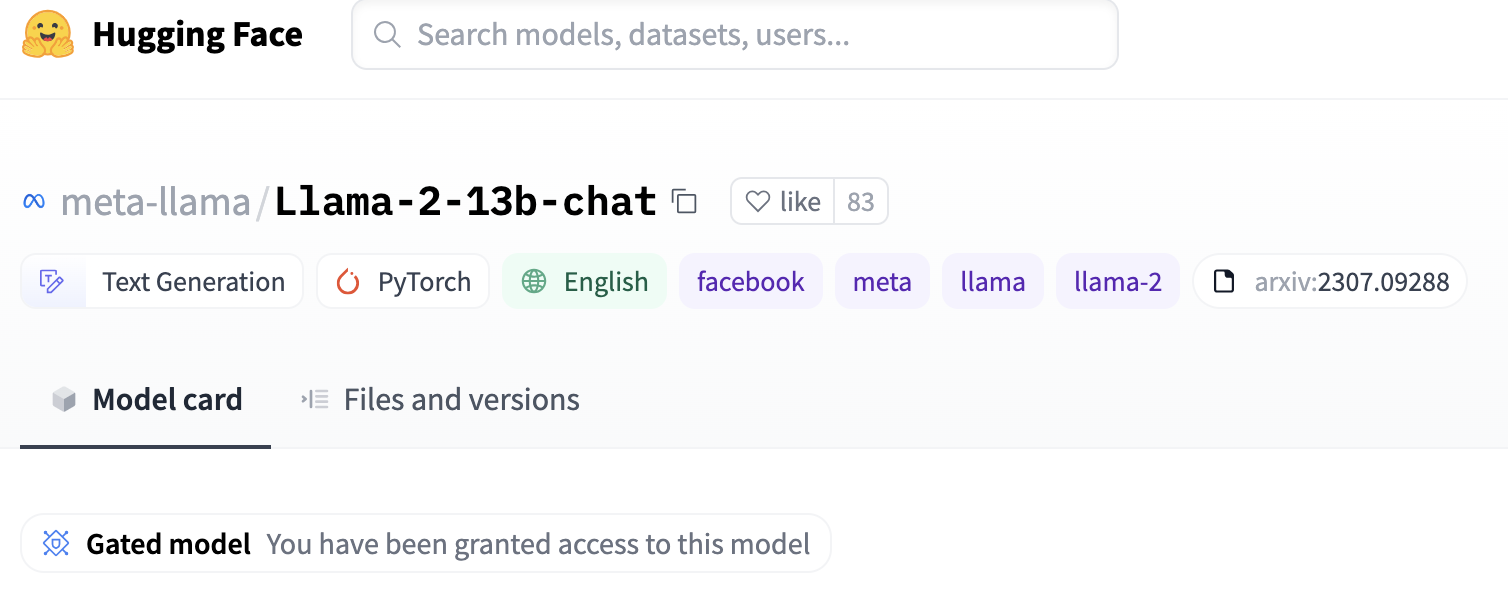 Hugging Face Search models, datasets, users...
meta-llama/Llama-2-13b-chat like 83
Text Generation PyTorch English facebook meta llama llama-2 arxiv:2307.09288
Model card Files and versions
Gated model You have been granted access to this model